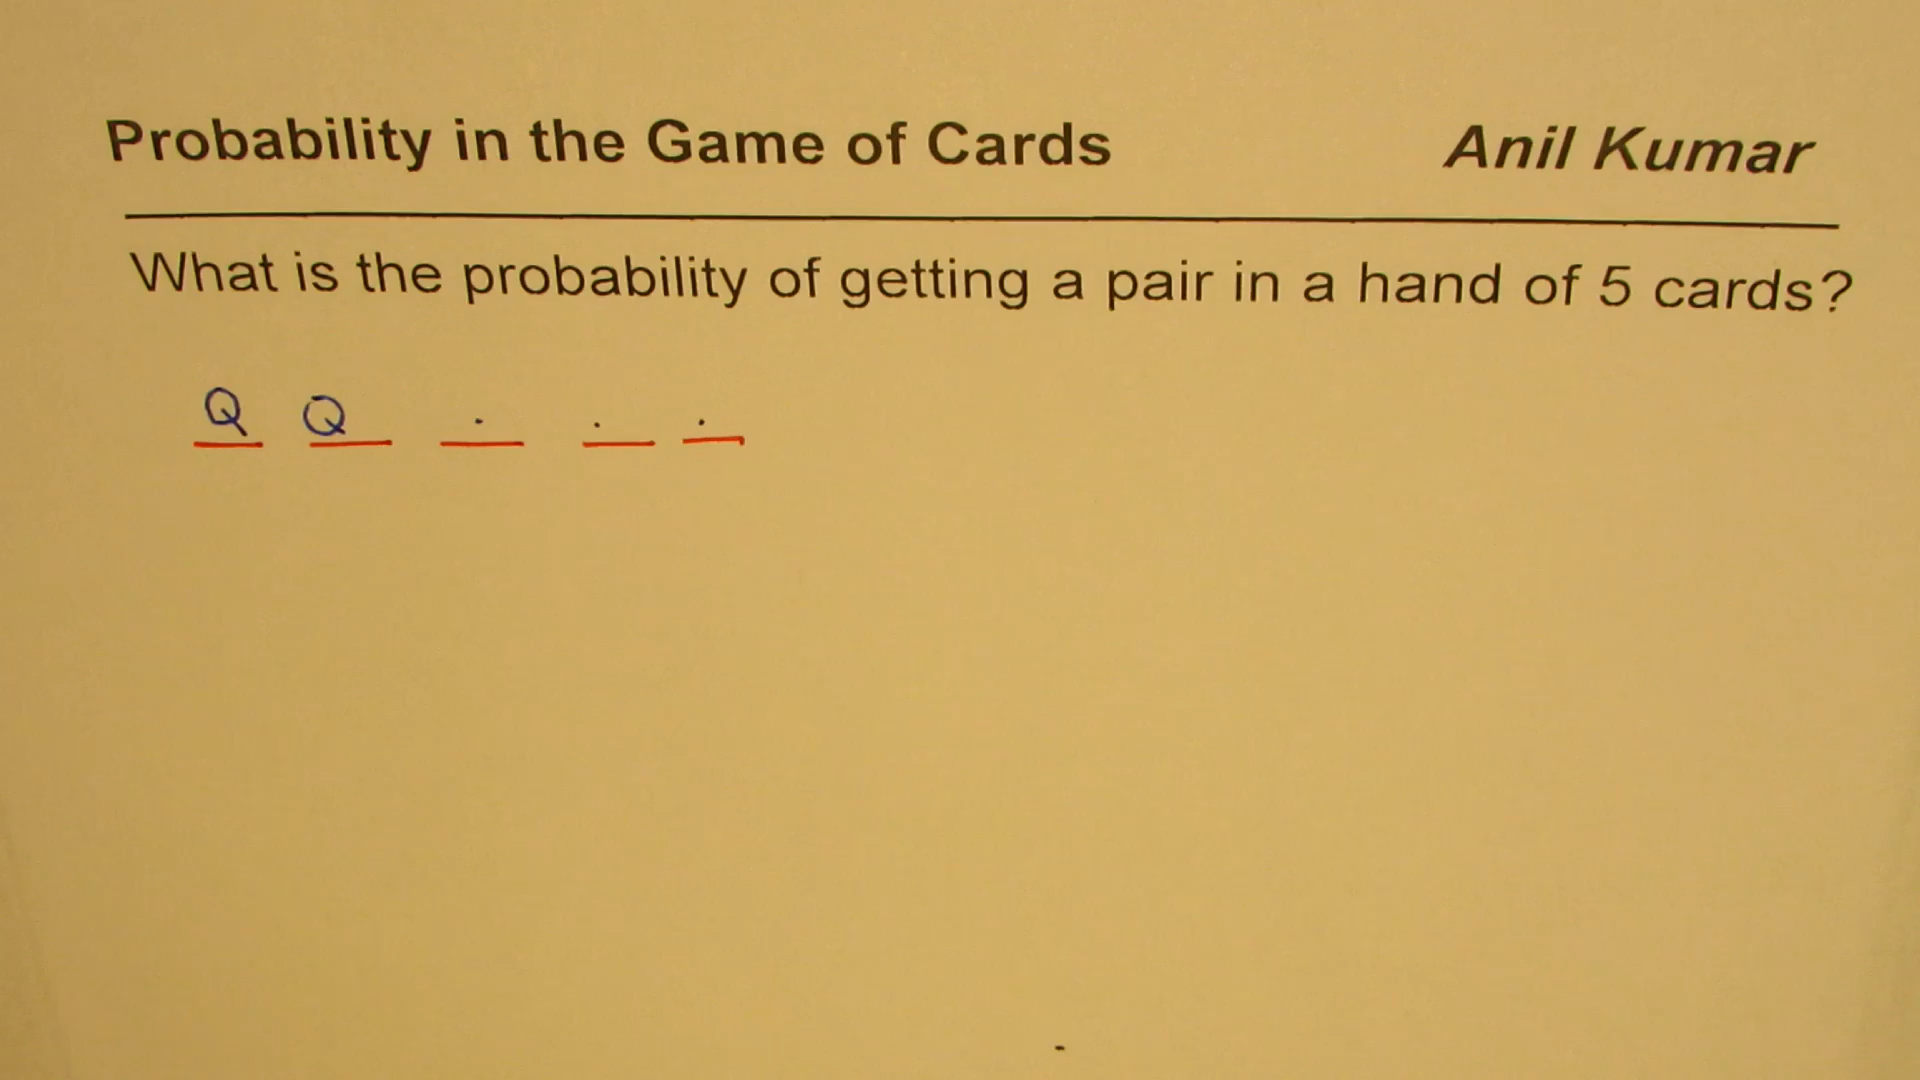 Probability in the Game of Cards Anil Kumar
What is the probability of getting a pair in a hand of 5 cards?
Q Q . . .